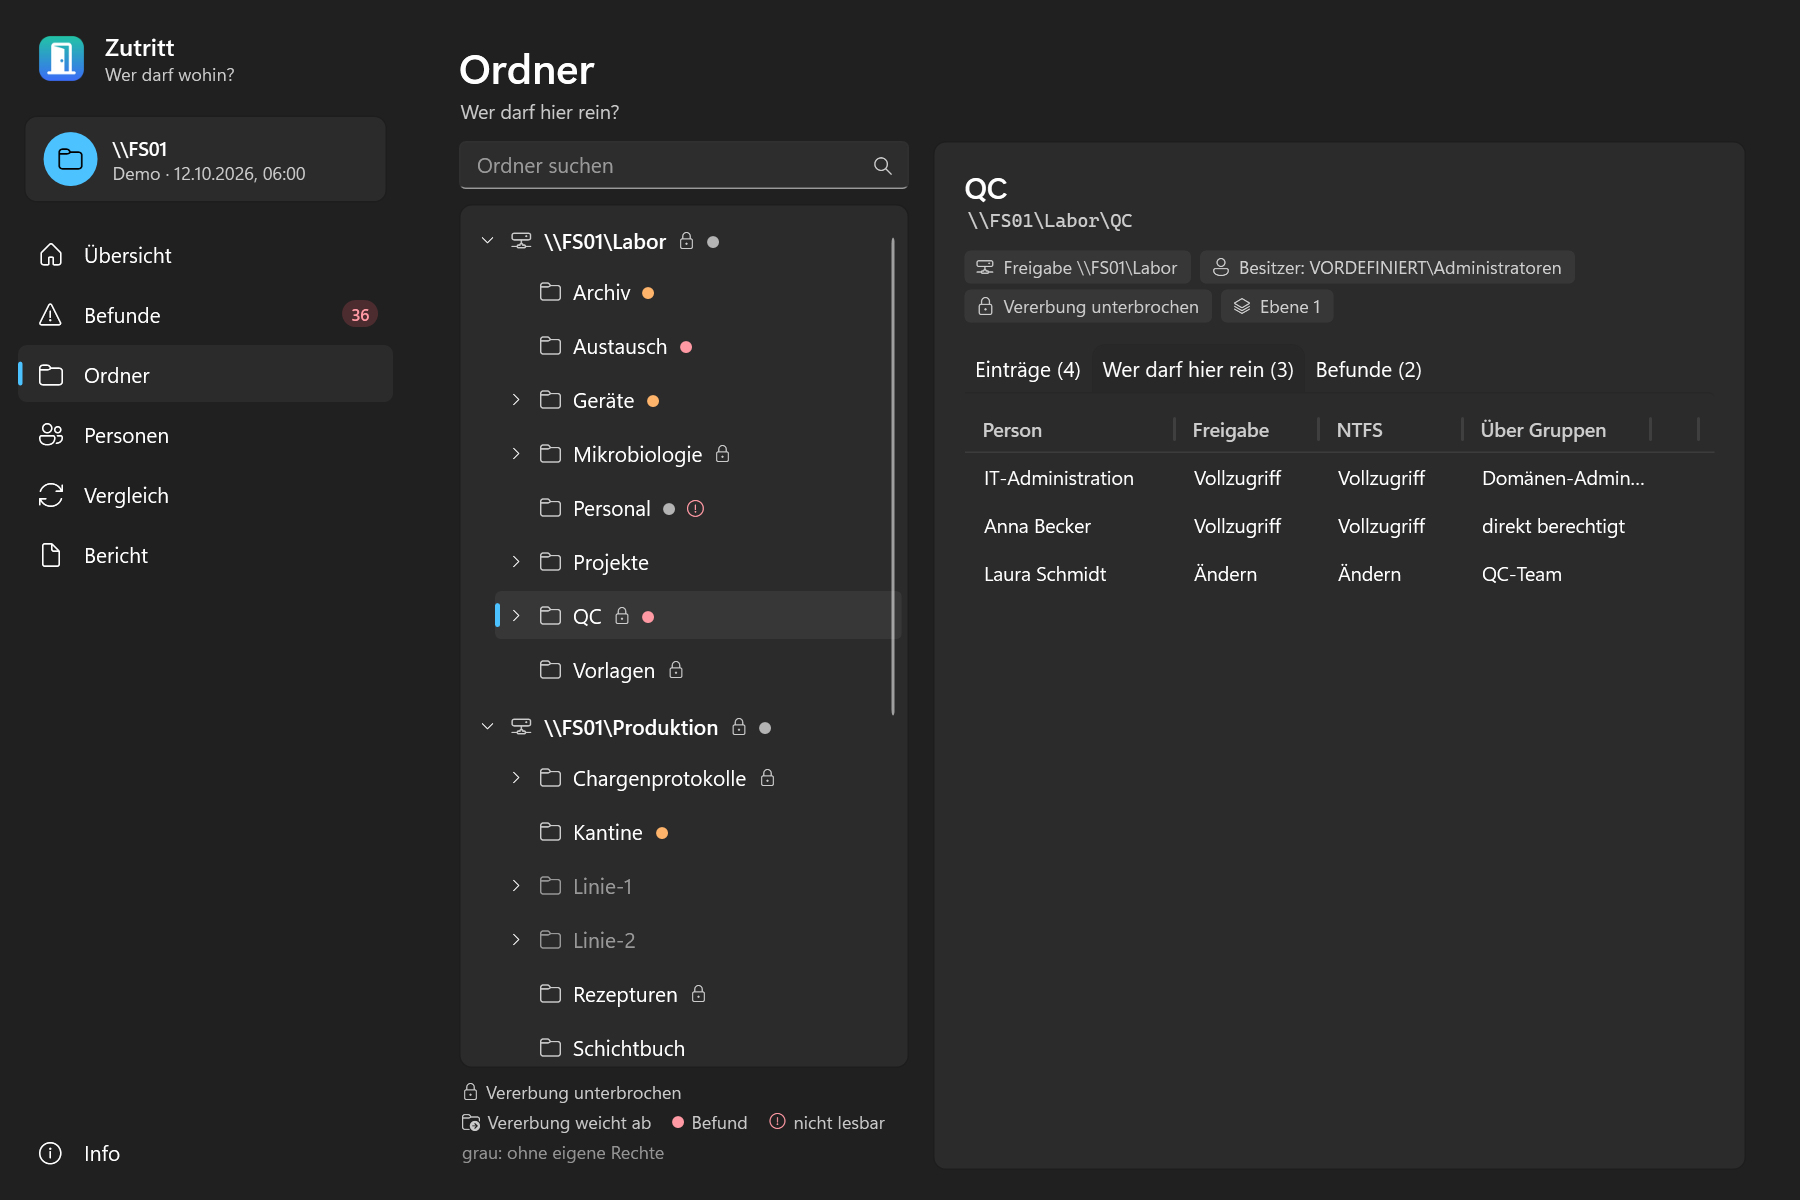 Zutritt
Wer darf wohin?
\\FS01
Demo · 12.10.2026, 06:00
Übersicht
Befunde 36
Ordner
Personen
Vergleich
Bericht
Info
Ordner
Wer darf hier rein?
Ordner suchen
\\FS01\Labor
Archiv
Austausch
Geräte
Mikrobiologie
Personal
Projekte
QC
Vorlagen
\\FS01\Produktion
Chargenprotokolle
Kantine
Linie-1
Linie-2
Rezepturen
Schichtbuch
Vererbung unterbrochen
Vererbung weicht ab Befund nicht lesbar
grau: ohne eigene Rechte
QC
\\FS01\Labor\QC
Freigabe \\FS01\Labor Besitzer: VORDEFINIERT\Administratoren
Vererbung unterbrochen Ebene 1
Einträge (4) Wer darf hier rein (3) Befunde (2)
Person Freigabe NTFS Über Gruppen
IT-Administration Vollzugriff Vollzugriff Domänen-Admin...
Anna Becker Vollzugriff Vollzugriff direkt berechtigt
Laura Schmidt Ändern Ändern QC-Team